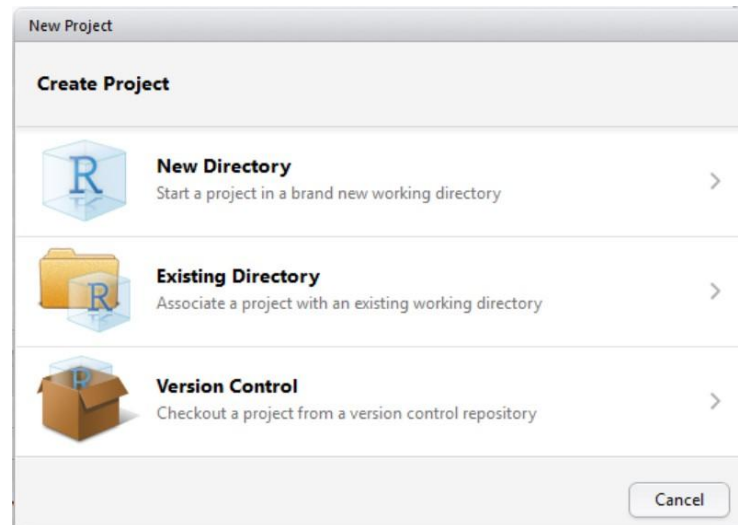 New Project
Create Project
R
New Directory
Start a project in a brand new working directory
R
Existing Directory
Associate a project with an existing working directory
R
Version Control
Checkout a project from a version control repository
Cancel